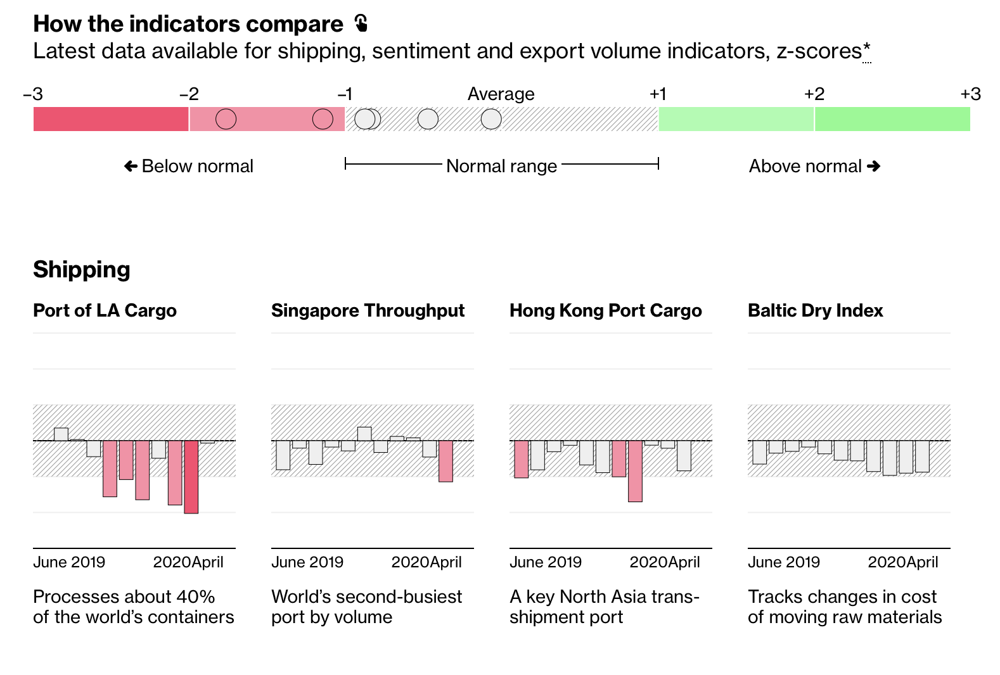 How the indicators compare
Latest data available for shipping, sentiment and export volume indicators, z-scores*
–3 –2 –1 Average +1 +2 +3
Below normal Normal range Above normal
Shipping
Port of LA Cargo Singapore Throughput Hong Kong Port Cargo Baltic Dry Index
June 2019 2020April June 2019 2020April June 2019 2020April June 2019 2020April
Processes about 40% World’s second-busiest A key North Asia trans- Tracks changes in cost
of the world’s containers port by volume shipment port of moving raw materials